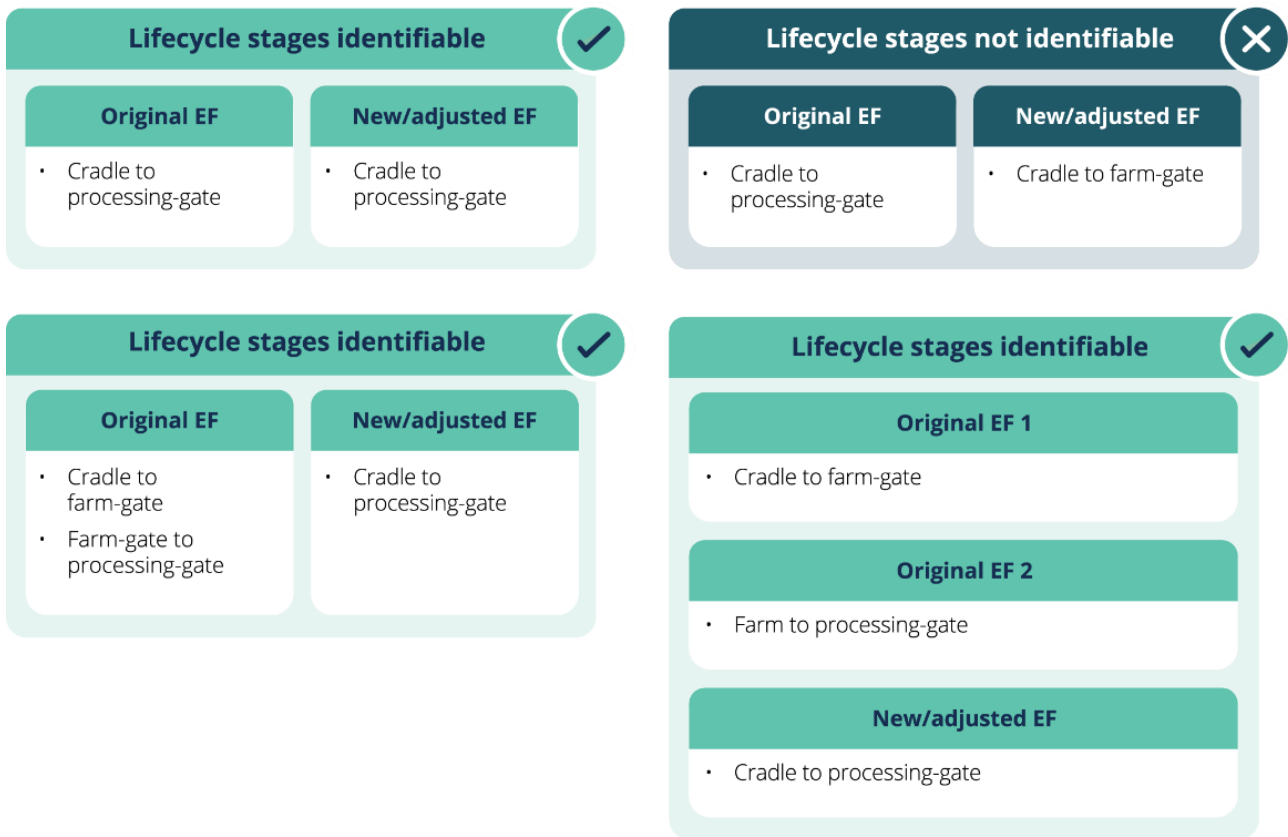 Lifecycle stages identifiable
Original EF
• Cradle to
processing-gate
New/adjusted EF
• Cradle to
processing-gate
Lifecycle stages not identifiable
Original EF
• Cradle to
processing-gate
New/adjusted EF
• Cradle to farm-gate
Lifecycle stages identifiable
Original EF
• Cradle to
farm-gate
• Farm-gate to
processing-gate
New/adjusted EF
• Cradle to
processing-gate
Lifecycle stages identifiable
Original EF 1
• Cradle to farm-gate
Original EF 2
• Farm to processing-gate
New/adjusted EF
• Cradle to processing-gate